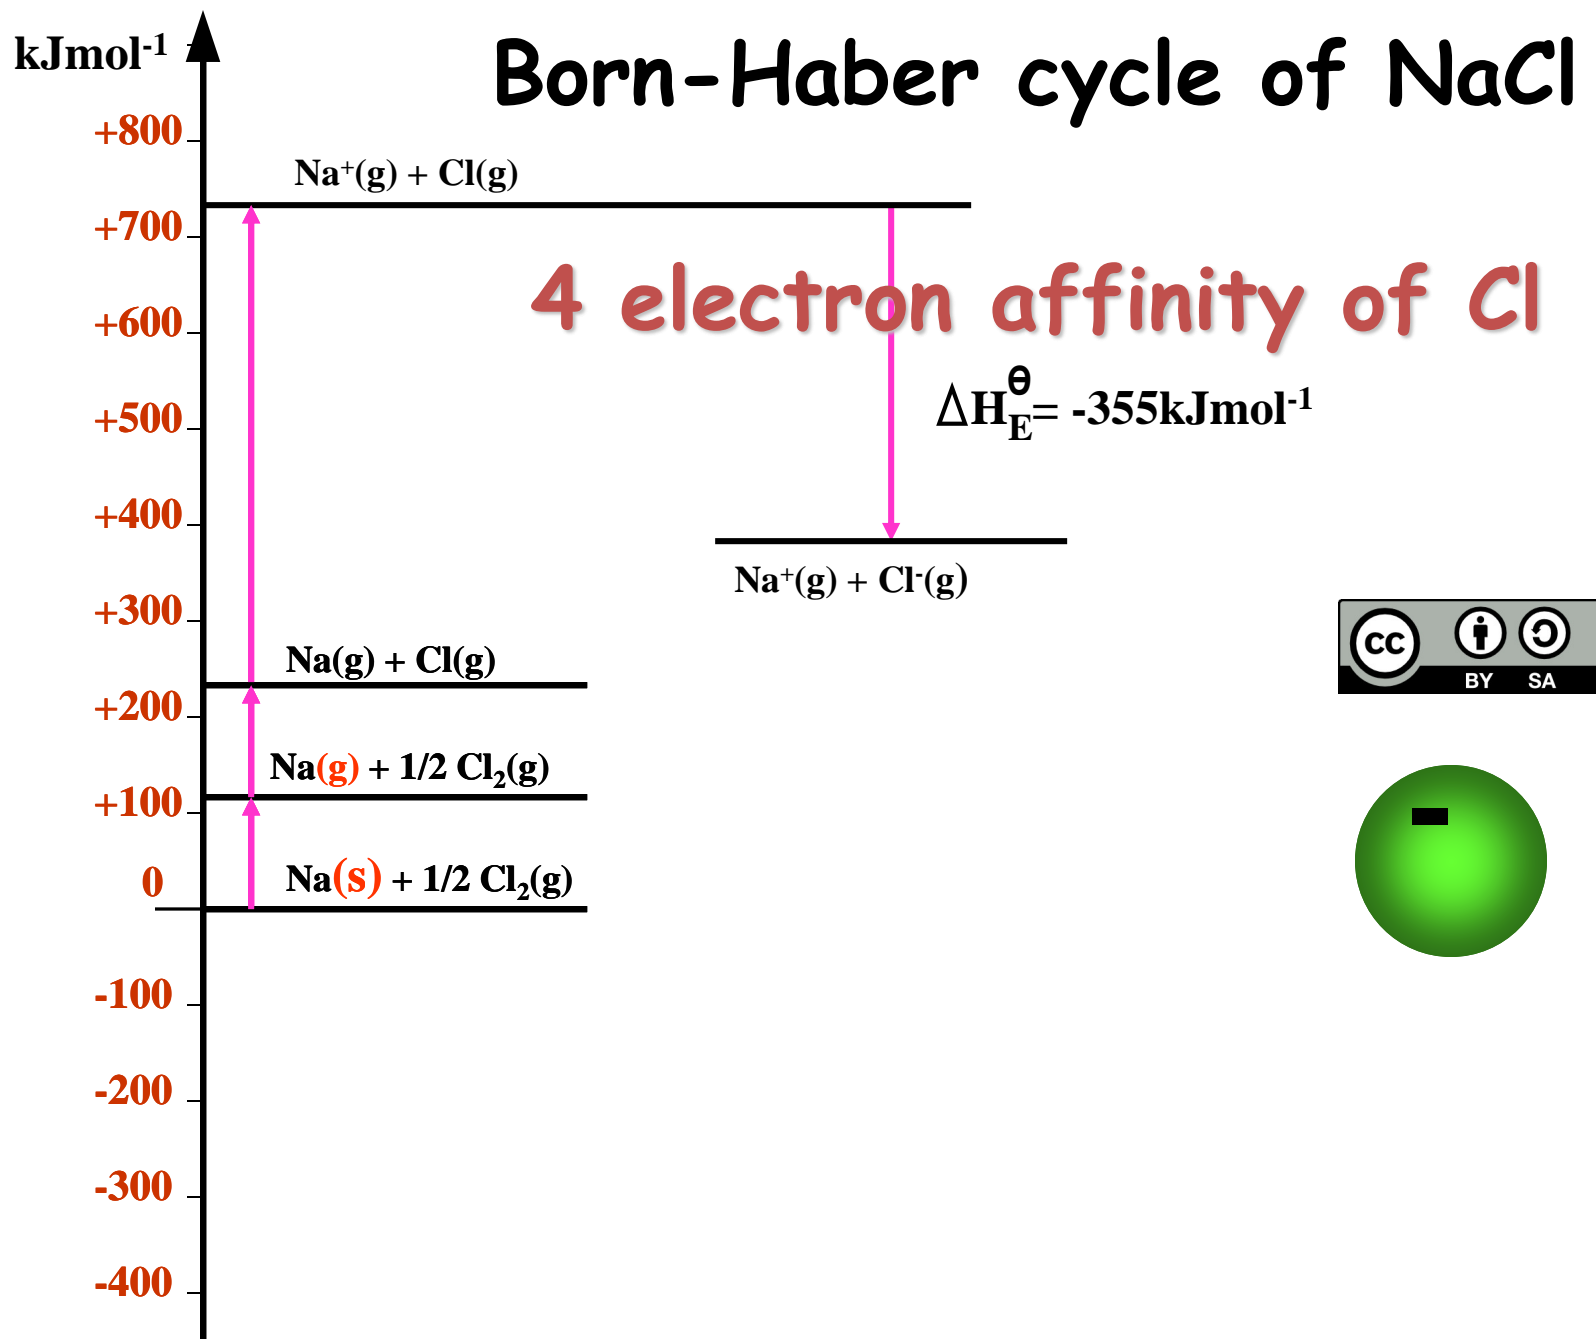 kJmol-1
Born-Haber cycle of NaCl
+800
Na+(g) + Cl(g)
+700
4 electron affinity of Cl
+600
ΔHEθ= -355kJmol-1
+500
+400
Na+(g) + Cl-(g)
+300
Na(g) + Cl(g)
+200
Na(g) + 1/2 Cl2(g)
+100
Na(s) + 1/2 Cl2(g)
0
-100
-200
-300
-400
cc
BY SA